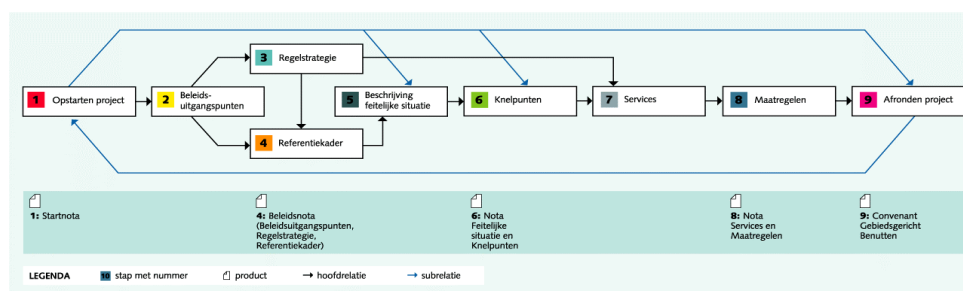 3 Regelstrategie
1 Opstarten project
2 Beleids-
uitgangspunten
5 Beschrijving
feitelijke situatie
6 Knelpunten
7 Services
8 Maatregelen
9 Afronden project
4 Referentiekader
1: Startnota
4: Beleidsnota
(Beleidsuitgangspunten,
Regelstrategie,
Referentiekader)
6: Nota
Feitelijke
situatie en
Knelpunten
8: Nota
Services en
Maatregelen
9: Convenant
Gebiedsgericht
Benutten
LEGENDA 10 stap met nummer product hoofdrelatie subrelatie